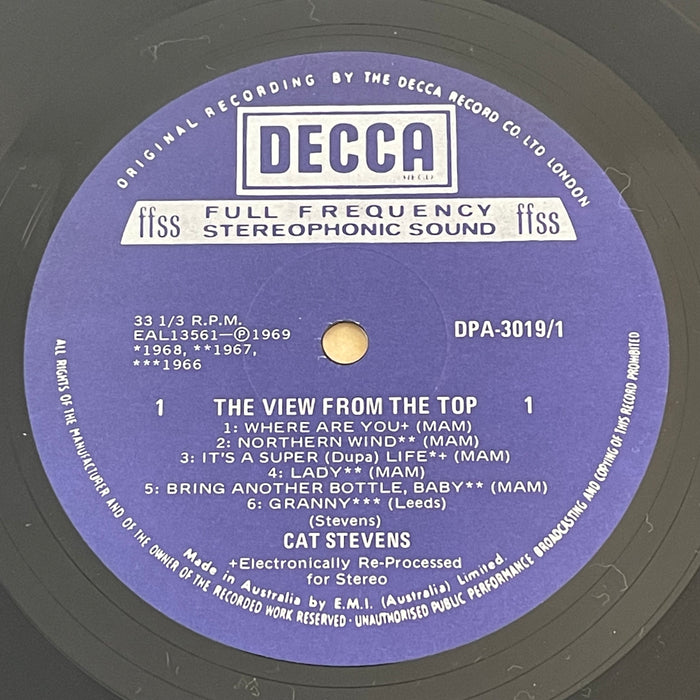 ORIGINAL RECORDING BY THE DECCA RECORD CO. LTD LONDON
DECCA
REGD
ffss FULL FREQUENCY ffss
STEREOPHONIC SOUND
33 1/3 R.P.M.
EAL13561—Ⓟ1969
*1968, **1967,
***1966
DPA-3019/1
1 THE VIEW FROM THE TOP 1
1: WHERE ARE YOU+ (MAM)
2: NORTHERN WIND** (MAM)
3: IT'S A SUPER (Dupa) LIFE*+ (MAM)
4: LADY** (MAM)
5: BRING ANOTHER BOTTLE, BABY** (MAM)
6: GRANNY*** (Leeds)
(Stevens)
CAT STEVENS
+Electronically Re-Processed
for Stereo
Made in Australia by E.M.I. (Australia) Limited.
ALL RIGHTS OF THE MANUFACTURER AND OF THE OWNER OF THE RECORDED WORK RESERVED · UNAUTHORISED PUBLIC PERFORMANCE BROADCASTING AND COPYING OF THIS RECORD PROHIBITED